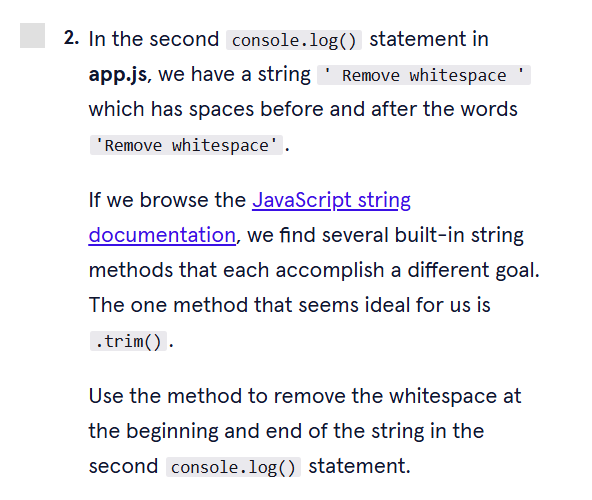 2. In the second console.log() statement in
app.js, we have a string ' Remove whitespace '
which has spaces before and after the words
'Remove whitespace'.
If we browse the JavaScript string
documentation, we find several built-in string
methods that each accomplish a different goal.
The one method that seems ideal for us is
.trim().
Use the method to remove the whitespace at
the beginning and end of the string in the
second console.log() statement.